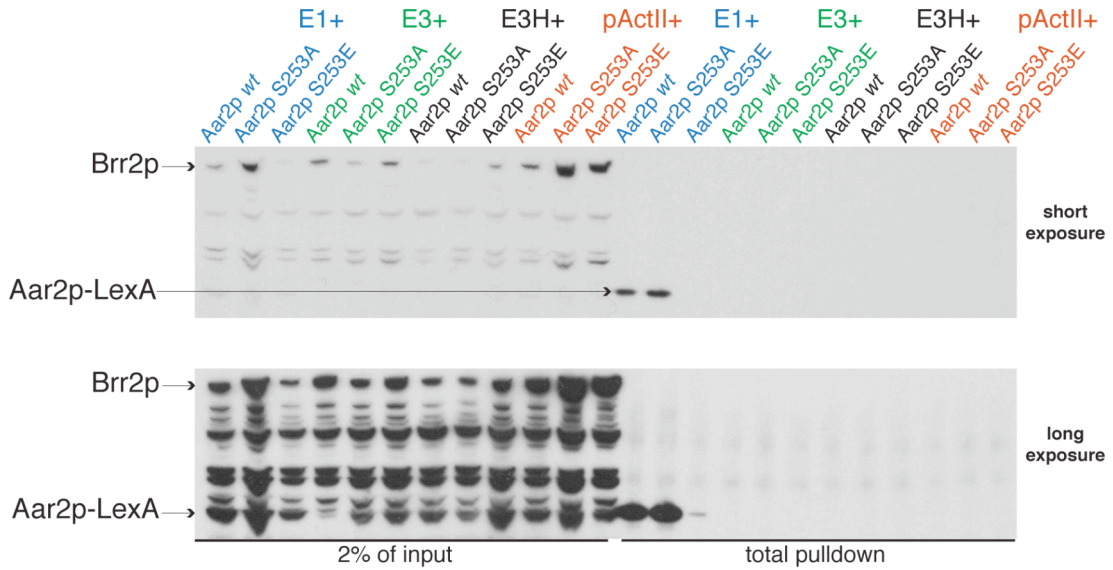 E1+ E3+ E3H+ pActII+ E1+ E3+ E3H+ pActII+
Aar2p wt
Aar2p S253A
Aar2p S253E
Aar2p wt
Aar2p S253A
Aar2p S253E
Aar2p wt
Aar2p S253A
Aar2p S253E
Aar2p wt
Aar2p S253A
Aar2p S253E
Aar2p wt
Aar2p S253A
Aar2p S253E
Aar2p wt
Aar2p S253A
Aar2p S253E
Aar2p wt
Aar2p S253A
Aar2p S253E
Aar2p wt
Aar2p S253A
Aar2p S253E
Brr2p
short
exposure
Aar2p-LexA
Brr2p
long
exposure
Aar2p-LexA
2% of input total pulldown